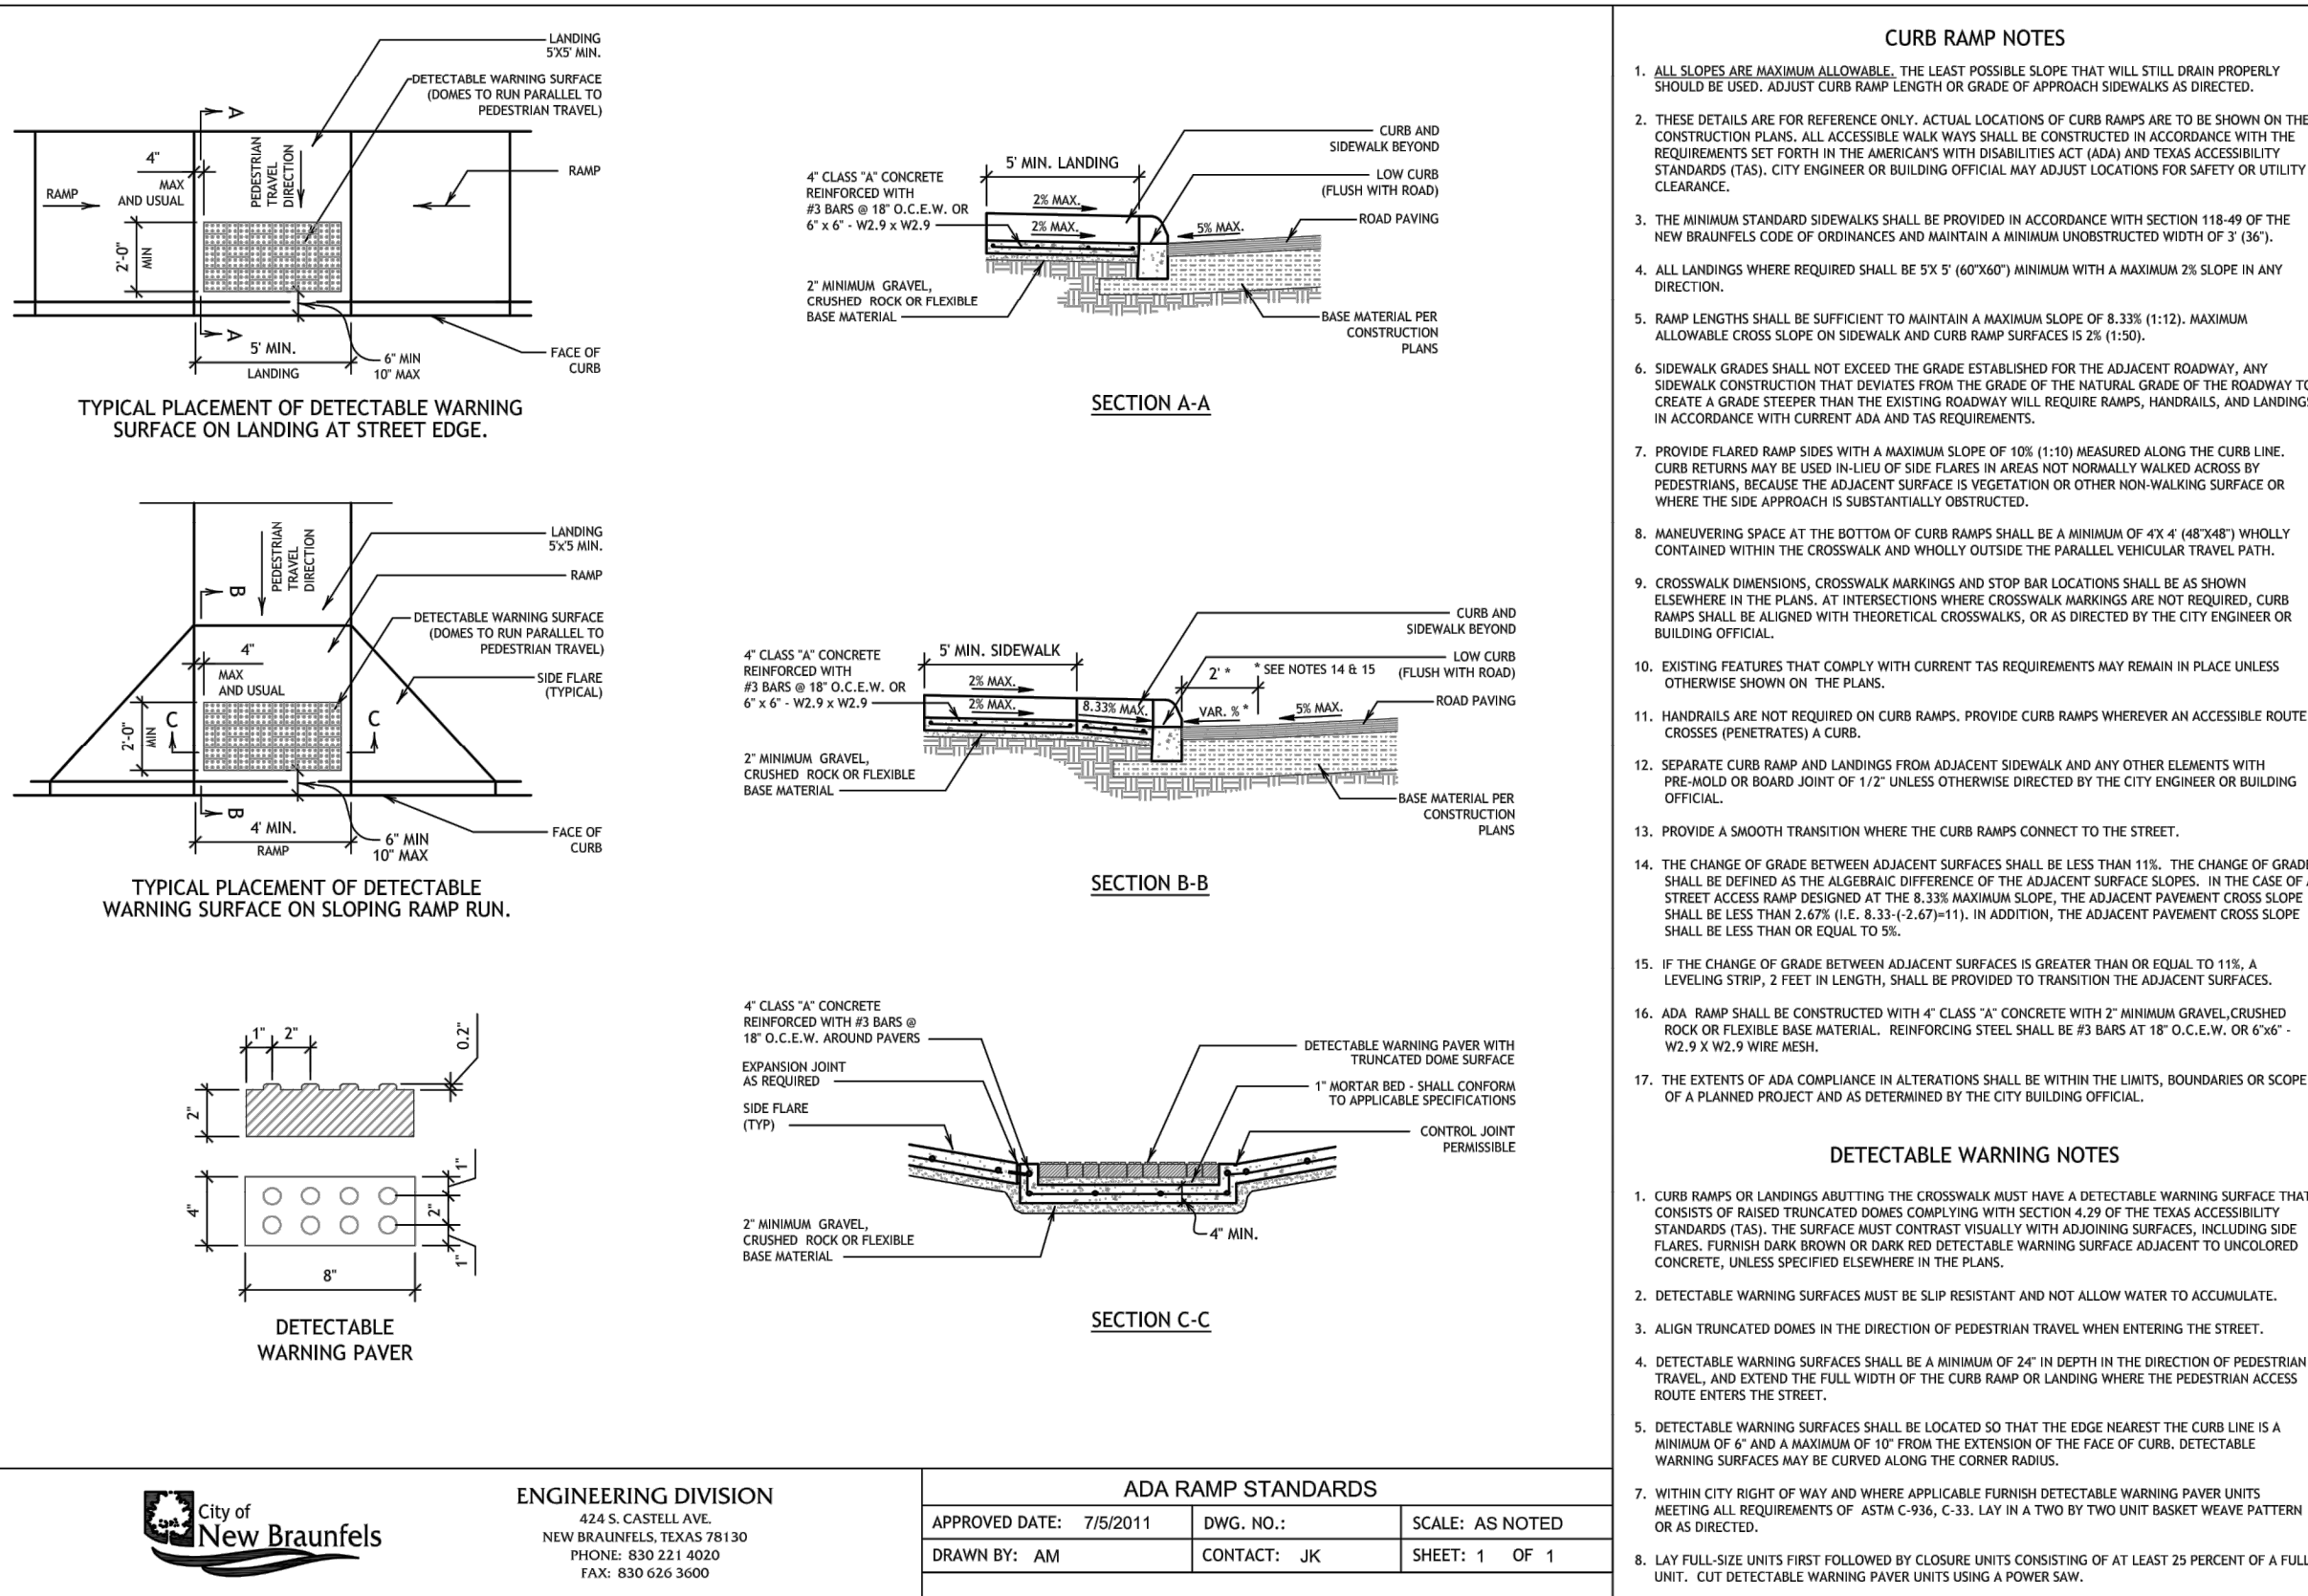 LANDING
5'X5' MIN.
DETECTABLE WARNING SURFACE
(DOMES TO RUN PARALLEL TO
PEDESTRIAN TRAVEL)
A
4"
MAX
AND USUAL
PEDESTRIAN
TRAVEL
DIRECTION
RAMP
RAMP
2'-0"
MIN
A
5' MIN.
LANDING
6" MIN
10" MAX
FACE OF
CURB
TYPICAL PLACEMENT OF DETECTABLE WARNING
SURFACE ON LANDING AT STREET EDGE.
CURB AND
SIDEWALK BEYOND
5' MIN. LANDING
4" CLASS "A" CONCRETE
REINFORCED WITH
#3 BARS @ 18" O.C.E.W. OR
6" x 6" - W2.9 x W2.9
LOW CURB
(FLUSH WITH ROAD)
2% MAX.
2% MAX.
5% MAX.
ROAD PAVING
2" MINIMUM GRAVEL,
CRUSHED ROCK OR FLEXIBLE
BASE MATERIAL
BASE MATERIAL PER
CONSTRUCTION
PLANS
SECTION A-A
PEDESTRIAN
TRAVEL
DIRECTION
LANDING
5'x'5 MIN.
RAMP
B
DETECTABLE WARNING SURFACE
(DOMES TO RUN PARALLEL TO
PEDESTRIAN TRAVEL)
4"
MAX
AND USUAL
SIDE FLARE
(TYPICAL)
C
C
2'-0"
MIN
B
4' MIN.
RAMP
6" MIN
10" MAX
FACE OF
CURB
TYPICAL PLACEMENT OF DETECTABLE
WARNING SURFACE ON SLOPING RAMP RUN.
CURB AND
SIDEWALK BEYOND
5' MIN. SIDEWALK
4" CLASS "A" CONCRETE
REINFORCED WITH
#3 BARS @ 18" O.C.E.W. OR
6" x 6" - W2.9 x W2.9
2' *
* SEE NOTES 14 & 15
LOW CURB
(FLUSH WITH ROAD)
2% MAX.
2% MAX.
8.33% MAX.
VAR. % *
5% MAX.
ROAD PAVING
2" MINIMUM GRAVEL,
CRUSHED ROCK OR FLEXIBLE
BASE MATERIAL
BASE MATERIAL PER
CONSTRUCTION
PLANS
SECTION B-B
1"
2"
0.2"
2"
4"
1"
2"
1"
8"
DETECTABLE
WARNING PAVER
4" CLASS "A" CONCRETE
REINFORCED WITH #3 BARS @
18" O.C.E.W. AROUND PAVERS
EXPANSION JOINT
AS REQUIRED
SIDE FLARE
(TYP)
DETECTABLE WARNING PAVER WITH
TRUNCATED DOME SURFACE
1" MORTAR BED - SHALL CONFORM
TO APPLICABLE SPECIFICATIONS
CONTROL JOINT
PERMISSIBLE
2" MINIMUM GRAVEL,
CRUSHED ROCK OR FLEXIBLE
BASE MATERIAL
4" MIN.
SECTION C-C
CURB RAMP NOTES
1. ALL SLOPES ARE MAXIMUM ALLOWABLE. THE LEAST POSSIBLE SLOPE THAT WILL STILL DRAIN PROPERLY
SHOULD BE USED. ADJUST CURB RAMP LENGTH OR GRADE OF APPROACH SIDEWALKS AS DIRECTED.
2. THESE DETAILS ARE FOR REFERENCE ONLY. ACTUAL LOCATIONS OF CURB RAMPS ARE TO BE SHOWN ON THE
CONSTRUCTION PLANS. ALL ACCESSIBLE WALK WAYS SHALL BE CONSTRUCTED IN ACCORDANCE WITH THE
REQUIREMENTS SET FORTH IN THE AMERICAN'S WITH DISABILITIES ACT (ADA) AND TEXAS ACCESSIBILITY
STANDARDS (TAS). CITY ENGINEER OR BUILDING OFFICIAL MAY ADJUST LOCATIONS FOR SAFETY OR UTILITY
CLEARANCE.
3. THE MINIMUM STANDARD SIDEWALKS SHALL BE PROVIDED IN ACCORDANCE WITH SECTION 118-49 OF THE
NEW BRAUNFELS CODE OF ORDINANCES AND MAINTAIN A MINIMUM UNOBSTRUCTED WIDTH OF 3' (36").
4. ALL LANDINGS WHERE REQUIRED SHALL BE 5'X 5' (60"X60") MINIMUM WITH A MAXIMUM 2% SLOPE IN ANY
DIRECTION.
5. RAMP LENGTHS SHALL BE SUFFICIENT TO MAINTAIN A MAXIMUM SLOPE OF 8.33% (1:12). MAXIMUM
ALLOWABLE CROSS SLOPE ON SIDEWALK AND CURB RAMP SURFACES IS 2% (1:50).
6. SIDEWALK GRADES SHALL NOT EXCEED THE GRADE ESTABLISHED FOR THE ADJACENT ROADWAY, ANY
SIDEWALK CONSTRUCTION THAT DEVIATES FROM THE GRADE OF THE NATURAL GRADE OF THE ROADWAY TO
CREATE A GRADE STEEPER THAN THE EXISTING ROADWAY WILL REQUIRE RAMPS, HANDRAILS, AND LANDINGS
IN ACCORDANCE WITH CURRENT ADA AND TAS REQUIREMENTS.
7. PROVIDE FLARED RAMP SIDES WITH A MAXIMUM SLOPE OF 10% (1:10) MEASURED ALONG THE CURB LINE.
CURB RETURNS MAY BE USED IN-LIEU OF SIDE FLARES IN AREAS NOT NORMALLY WALKED ACROSS BY
PEDESTRIANS, BECAUSE THE ADJACENT SURFACE IS VEGETATION OR OTHER NON-WALKING SURFACE OR
WHERE THE SIDE APPROACH IS SUBSTANTIALLY OBSTRUCTED.
8. MANEUVERING SPACE AT THE BOTTOM OF CURB RAMPS SHALL BE A MINIMUM OF 4'X 4' (48"X48") WHOLLY
CONTAINED WITHIN THE CROSSWALK AND WHOLLY OUTSIDE THE PARALLEL VEHICULAR TRAVEL PATH.
9. CROSSWALK DIMENSIONS, CROSSWALK MARKINGS AND STOP BAR LOCATIONS SHALL BE AS SHOWN
ELSEWHERE IN THE PLANS. AT INTERSECTIONS WHERE CROSSWALK MARKINGS ARE NOT REQUIRED, CURB
RAMPS SHALL BE ALIGNED WITH THEORETICAL CROSSWALKS, OR AS DIRECTED BY THE CITY ENGINEER OR
BUILDING OFFICIAL.
10. EXISTING FEATURES THAT COMPLY WITH CURRENT TAS REQUIREMENTS MAY REMAIN IN PLACE UNLESS
OTHERWISE SHOWN ON THE PLANS.
11. HANDRAILS ARE NOT REQUIRED ON CURB RAMPS. PROVIDE CURB RAMPS WHEREVER AN ACCESSIBLE ROUTE
CROSSES (PENETRATES) A CURB.
12. SEPARATE CURB RAMP AND LANDINGS FROM ADJACENT SIDEWALK AND ANY OTHER ELEMENTS WITH
PRE-MOLD OR BOARD JOINT OF 1/2" UNLESS OTHERWISE DIRECTED BY THE CITY ENGINEER OR BUILDING
OFFICIAL.
13. PROVIDE A SMOOTH TRANSITION WHERE THE CURB RAMPS CONNECT TO THE STREET.
14. THE CHANGE OF GRADE BETWEEN ADJACENT SURFACES SHALL BE LESS THAN 11%. THE CHANGE OF GRADE
SHALL BE DEFINED AS THE ALGEBRAIC DIFFERENCE OF THE ADJACENT SURFACE SLOPES. IN THE CASE OF A
STREET ACCESS RAMP DESIGNED AT THE 8.33% MAXIMUM SLOPE, THE ADJACENT PAVEMENT CROSS SLOPE
SHALL BE LESS THAN 2.67% (I.E. 8.33-(-2.67)=11). IN ADDITION, THE ADJACENT PAVEMENT CROSS SLOPE
SHALL BE LESS THAN OR EQUAL TO 5%.
15. IF THE CHANGE OF GRADE BETWEEN ADJACENT SURFACES IS GREATER THAN OR EQUAL TO 11%, A
LEVELING STRIP, 2 FEET IN LENGTH, SHALL BE PROVIDED TO TRANSITION THE ADJACENT SURFACES.
16. ADA RAMP SHALL BE CONSTRUCTED WITH 4" CLASS "A" CONCRETE WITH 2" MINIMUM GRAVEL,CRUSHED
ROCK OR FLEXIBLE BASE MATERIAL. REINFORCING STEEL SHALL BE #3 BARS AT 18" O.C.E.W. OR 6"x6" -
W2.9 X W2.9 WIRE MESH.
17. THE EXTENTS OF ADA COMPLIANCE IN ALTERATIONS SHALL BE WITHIN THE LIMITS, BOUNDARIES OR SCOPE
OF A PLANNED PROJECT AND AS DETERMINED BY THE CITY BUILDING OFFICIAL.
DETECTABLE WARNING NOTES
1. CURB RAMPS OR LANDINGS ABUTTING THE CROSSWALK MUST HAVE A DETECTABLE WARNING SURFACE THAT
CONSISTS OF RAISED TRUNCATED DOMES COMPLYING WITH SECTION 4.29 OF THE TEXAS ACCESSIBILITY
STANDARDS (TAS). THE SURFACE MUST CONTRAST VISUALLY WITH ADJOINING SURFACES, INCLUDING SIDE
FLARES. FURNISH DARK BROWN OR DARK RED DETECTABLE WARNING SURFACE ADJACENT TO UNCOLORED
CONCRETE, UNLESS SPECIFIED ELSEWHERE IN THE PLANS.
2. DETECTABLE WARNING SURFACES MUST BE SLIP RESISTANT AND NOT ALLOW WATER TO ACCUMULATE.
3. ALIGN TRUNCATED DOMES IN THE DIRECTION OF PEDESTRIAN TRAVEL WHEN ENTERING THE STREET.
4. DETECTABLE WARNING SURFACES SHALL BE A MINIMUM OF 24" IN DEPTH IN THE DIRECTION OF PEDESTRIAN
TRAVEL, AND EXTEND THE FULL WIDTH OF THE CURB RAMP OR LANDING WHERE THE PEDESTRIAN ACCESS
ROUTE ENTERS THE STREET.
5. DETECTABLE WARNING SURFACES SHALL BE LOCATED SO THAT THE EDGE NEAREST THE CURB LINE IS A
MINIMUM OF 6" AND A MAXIMUM OF 10" FROM THE EXTENSION OF THE FACE OF CURB. DETECTABLE
WARNING SURFACES MAY BE CURVED ALONG THE CORNER RADIUS.
7. WITHIN CITY RIGHT OF WAY AND WHERE APPLICABLE FURNISH DETECTABLE WARNING PAVER UNITS
MEETING ALL REQUIREMENTS OF ASTM C-936, C-33. LAY IN A TWO BY TWO UNIT BASKET WEAVE PATTERN
OR AS DIRECTED.
8. LAY FULL-SIZE UNITS FIRST FOLLOWED BY CLOSURE UNITS CONSISTING OF AT LEAST 25 PERCENT OF A FULL
UNIT. CUT DETECTABLE WARNING PAVER UNITS USING A POWER SAW.
City of
New Braunfels
ENGINEERING DIVISION
424 S. CASTELL AVE.
NEW BRAUNFELS, TEXAS 78130
PHONE: 830 221 4020
FAX: 830 626 3600
ADA RAMP STANDARDS
APPROVED DATE: 7/5/2011
DWG. NO.:
SCALE: AS NOTED
DRAWN BY: AM
CONTACT: JK
SHEET: 1 OF 1